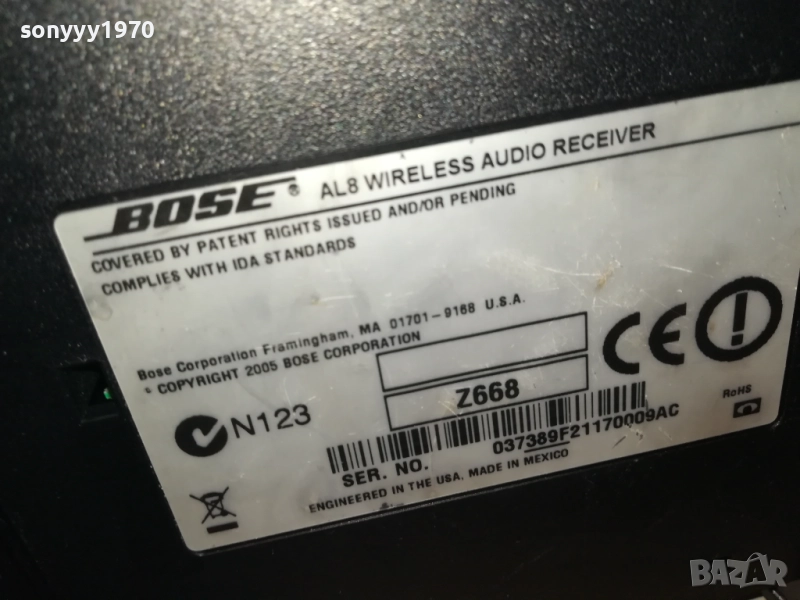 sonyyy1970
BOSE® AL8 WIRELESS AUDIO RECEIVER
COVERED BY PATENT RIGHTS ISSUED AND/OR PENDING
COMPLIES WITH IDA STANDARDS
Bose Corporation Framingham, MA 01701-9168 U.S.A.
© COPYRIGHT 2005 BOSE CORPORATION
CE
N123
Z668
RoHS
SER. NO. 037389F21170009AC
ENGINEERED IN THE USA. MADE IN MEXICO
BAZAR